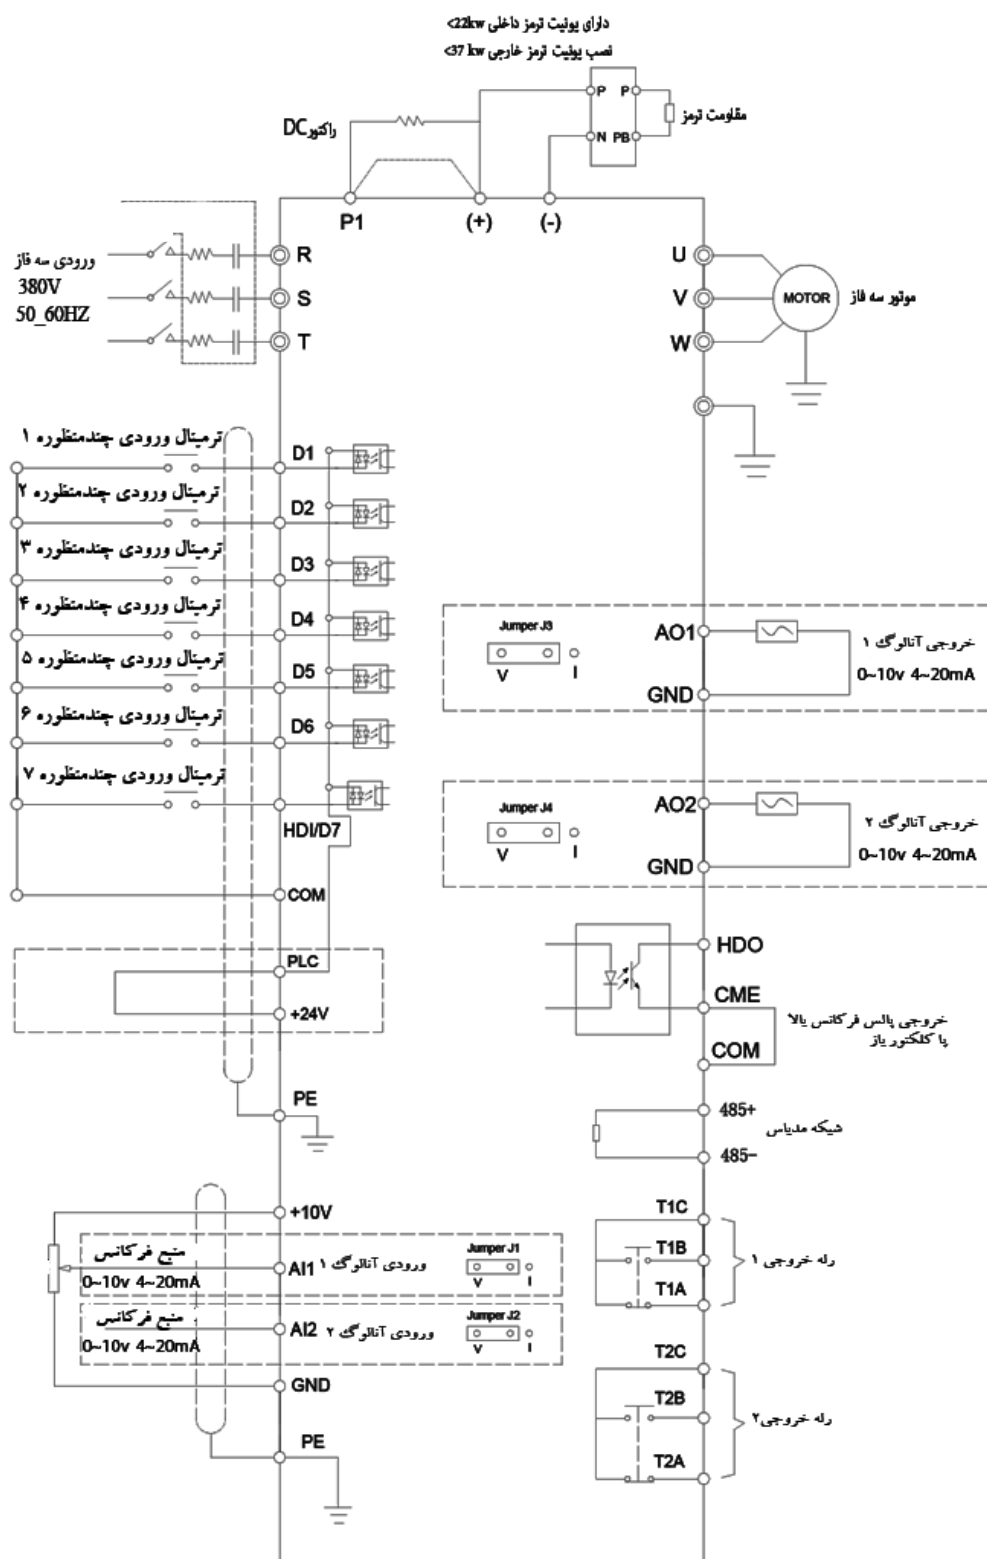 دارای یونیت ترمز داخلی 22kw>
نصب یونیت ترمز خارجی 37 kw>
P P
N PB
مقاومت ترمز
راکتور DC
P1 (+) (-)
ورودی سه فاز
380V
50_60HZ
R
S
T
U
V
W
MOTOR
موتور سه فاز
ترمینال ورودی چندمنظوره ۱
D1
ترمینال ورودی چندمنظوره ۲
D2
ترمینال ورودی چندمنظوره ۳
D3
ترمینال ورودی چندمنظوره ۴
D4
ترمینال ورودی چندمنظوره ۵
D5
ترمینال ورودی چندمنظوره ۶
D6
ترمینال ورودی چندمنظوره ۷
HDI/D7
COM
PLC
+24V
PE
Jumper J3
V I
AO1
GND
خروجی آنالوگ ۱
0~10v 4~20mA
Jumper J4
V I
AO2
GND
خروجی آنالوگ ۲
0~10v 4~20mA
HDO
CME
COM
خروجی پالس فرکانس بالا
با کلکتور باز
485+
485-
شبکه مدباس
+10V
منبع فرکانس
0~10v 4~20mA
AI1
ورودی آنالوگ ۱
Jumper J1
V I
منبع فرکانس
0~10v 4~20mA
AI2
ورودی آنالوگ ۲
Jumper J2
V I
GND
PE
T1C
T1B
T1A
رله خروجی ۱
T2C
T2B
T2A
رله خروجی۲